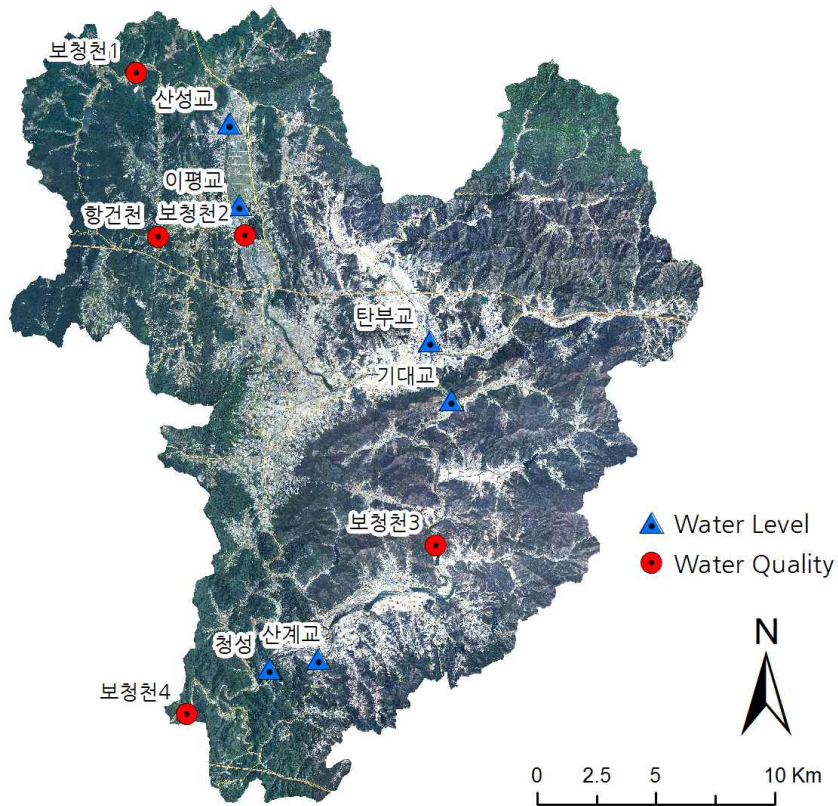 보청천1
산성교
이평교
항건천 보청천2
탄부교
기대교
보청천3
Water Level
Water Quality
청성 산계교
보청천4
N
0 2.5 5 10 Km